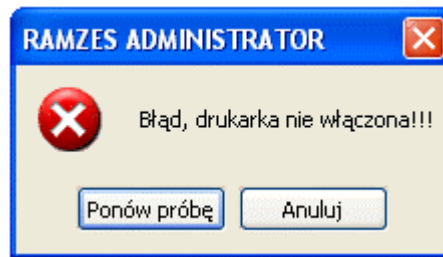 RAMZES ADMINISTRATOR
Błąd, drukarka nie włączona!!!
Ponów próbę
Anuluj